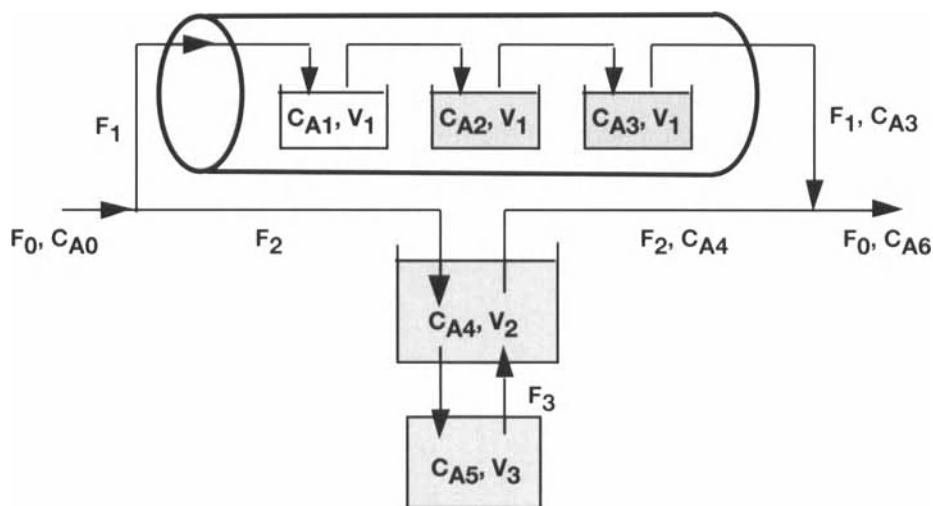 C_A1, V_1
C_A2, V_1
C_A3, V_1
F_1
F_1, C_A3
F_0, C_A0
F_2
F_2, C_A4
F_0, C_A6
C_A4, V_2
F_3
C_A5, V_3